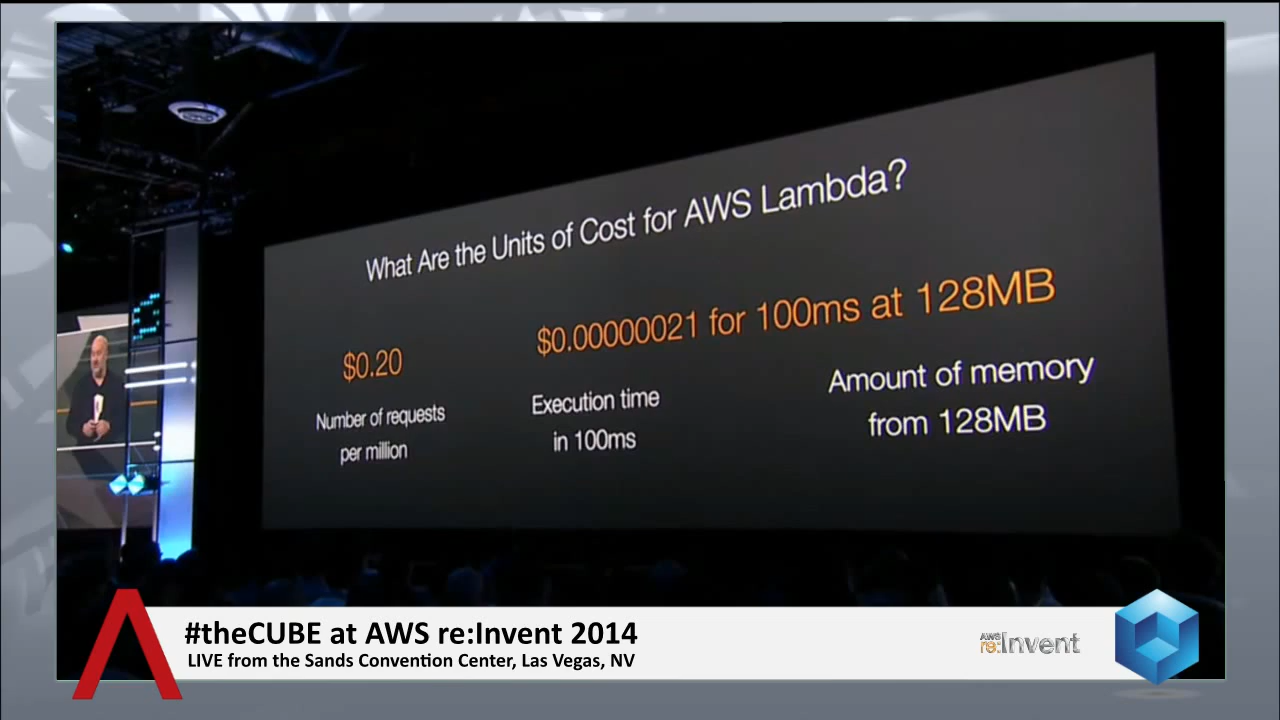 What Are the Units of Cost for AWS Lambda?
$0.20
Number of requests
per million
$0.00000021 for 100ms at 128MB
Execution time
in 100ms
Amount of memory
from 128MB
#theCUBE at AWS re:Invent 2014
LIVE from the Sands Convention Center, Las Vegas, NV
AWS
re:Invent